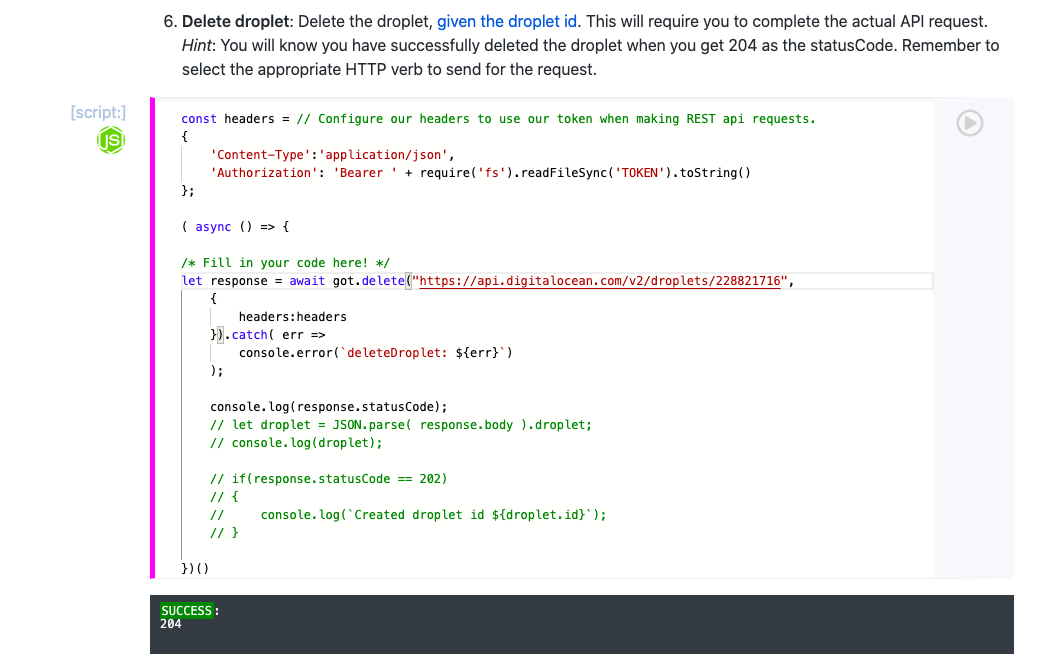 6. Delete droplet: Delete the droplet, given the droplet id. This will require you to complete the actual API request.
Hint: You will know you have successfully deleted the droplet when you get 204 as the statusCode. Remember to
select the appropriate HTTP verb to send for the request.
[script:]
JS
const headers = // Configure our headers to use our token when making REST api requests.
{
    'Content-Type':'application/json',
    'Authorization': 'Bearer ' + require('fs').readFileSync('TOKEN').toString()
};
( async () => {
/* Fill in your code here! */
let response = await got.delete("https://api.digitalocean.com/v2/droplets/228821716",
    {
        headers:headers
    }).catch( err =>
        console.error(`deleteDroplet: ${err}`)
    );
    console.log(response.statusCode);
    // let droplet = JSON.parse( response.body ).droplet;
    // console.log(droplet);
    // if(response.statusCode == 202)
    // {
    //     console.log(`Created droplet id ${droplet.id}`);
    // }
})()
SUCCESS:
204